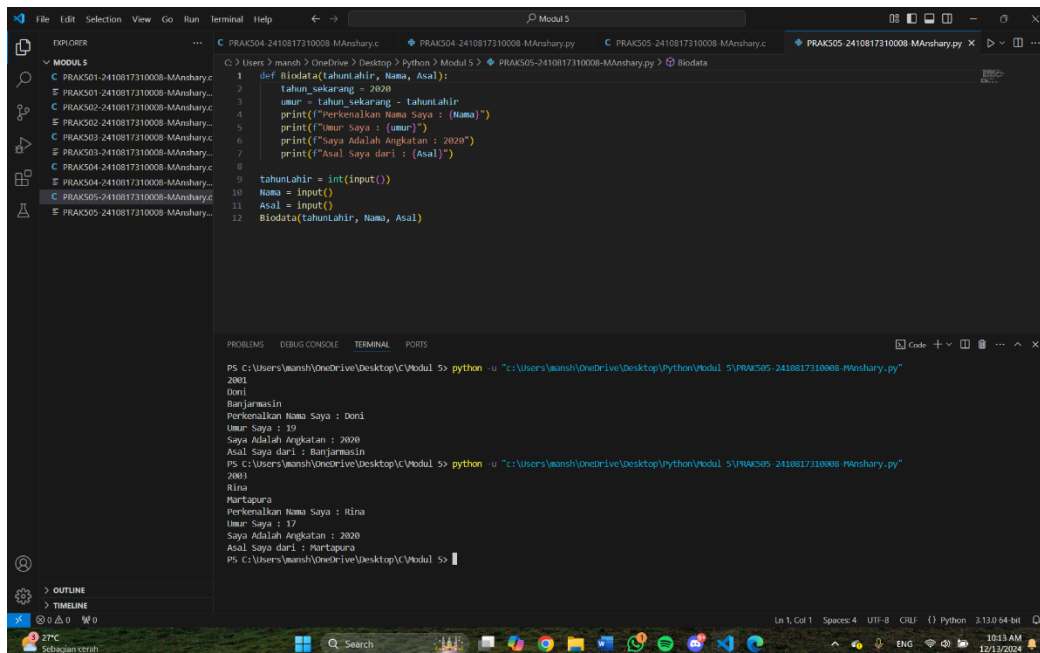 File Edit Selection View Go Run Terminal Help
Modul 5
EXPLORER
PRAK504-2410817310008-MAnshary.c PRAK504-2410817310008-MAnshary.py PRAK505-2410817310008-MAnshary.c PRAK505-2410817310008-MAnshary.py
MODUL 5
PRAK501-2410817310008-MAnshary.c
PRAK501-2410817310008-MAnshary...
PRAK502-2410817310008-MAnshary.c
PRAK502-2410817310008-MAnshary...
PRAK503-2410817310008-MAnshary.c
PRAK503-2410817310008-MAnshary...
PRAK504-2410817310008-MAnshary.c
PRAK504-2410817310008-MAnshary...
PRAK505-2410817310008-MAnshary.c
PRAK505-2410817310008-MAnshary...
OUTLINE
TIMELINE
C: > Users > mansh > OneDrive > Desktop > Python > Modul 5 > PRAK505-2410817310008-MAnshary.py > Biodata
1 def Biodata(tahunLahir, Nama, Asal):
2 tahun_sekarang = 2020
3 umur = tahun_sekarang - tahunLahir
4 print(f"Perkenalkan Nama Saya : {Nama}")
5 print(f"Umur Saya : {umur}")
6 print(f"Saya Adalah Angkatan : 2020")
7 print(f"Asal Saya dari : {Asal}")
8
9 tahunLahir = int(input())
10 Nama = input()
11 Asal = input()
12 Biodata(tahunLahir, Nama, Asal)
PROBLEMS DEBUG CONSOLE TERMINAL PORTS
Code
PS C:\Users\mansh\OneDrive\Desktop\C\Modul 5> python -u "c:\Users\mansh\OneDrive\Desktop\Python\Modul 5\PRAK505-2410817310008-MAnshary.py"
2001
Doni
Banjarmasin
Perkenalkan Nama Saya : Doni
Umur Saya : 19
Saya Adalah Angkatan : 2020
Asal Saya dari : Banjarmasin
PS C:\Users\mansh\OneDrive\Desktop\C\Modul 5> python -u "c:\Users\mansh\OneDrive\Desktop\Python\Modul 5\PRAK505-2410817310008-MAnshary.py"
2003
Rina
Martapura
Perkenalkan Nama Saya : Rina
Umur Saya : 17
Saya Adalah Angkatan : 2020
Asal Saya dari : Martapura
PS C:\Users\mansh\OneDrive\Desktop\C\Modul 5>
0 0 0 Ln 1, Col 1 Spaces: 4 UTF-8 CRLF {} Python 3.13.0 64-bit
3 27°C
Sebagian cerah
Search
ENG
10:13 AM
12/13/2024